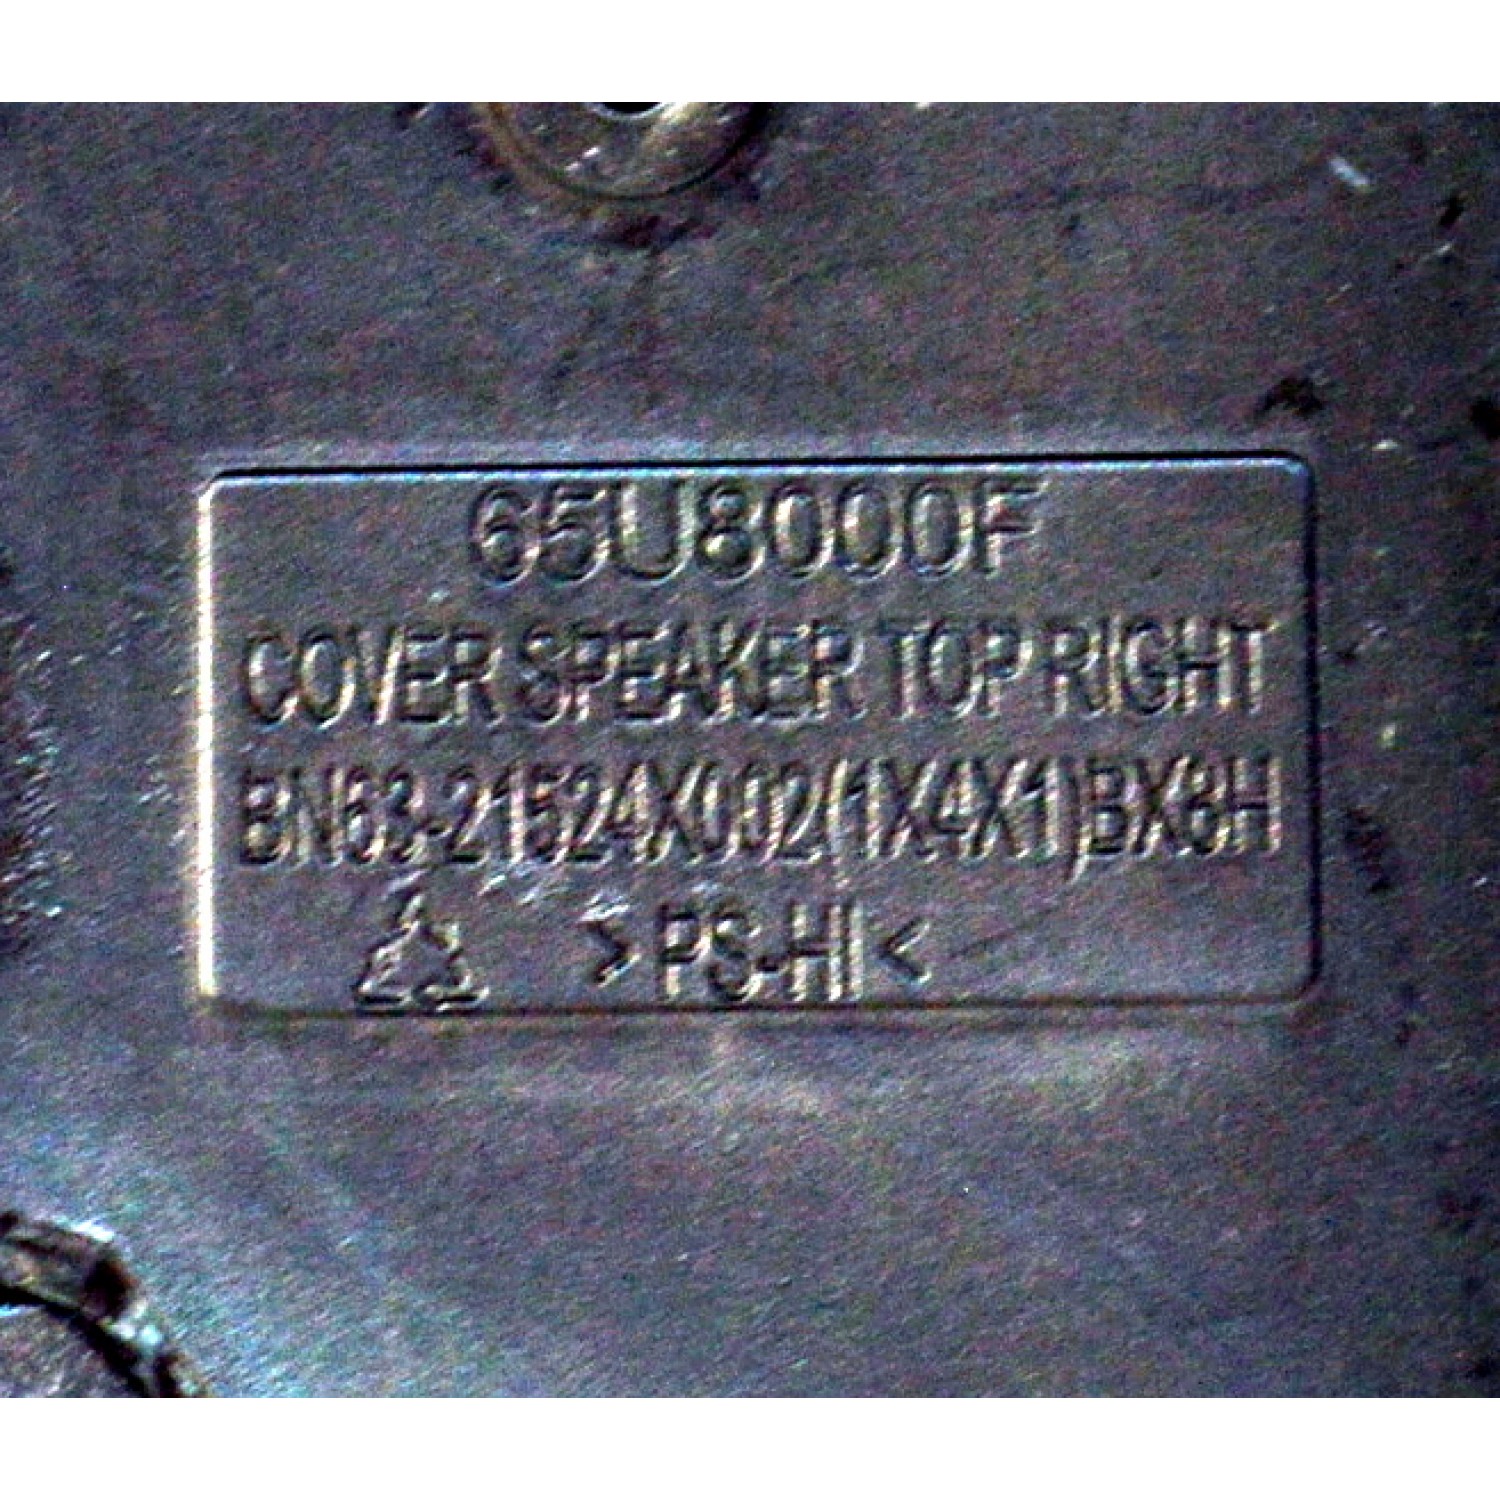 65U8000F
COVER SPEAKER TOP RIGHT
BN63-21524X002(1X4X1)BX6H
>PS-HI<